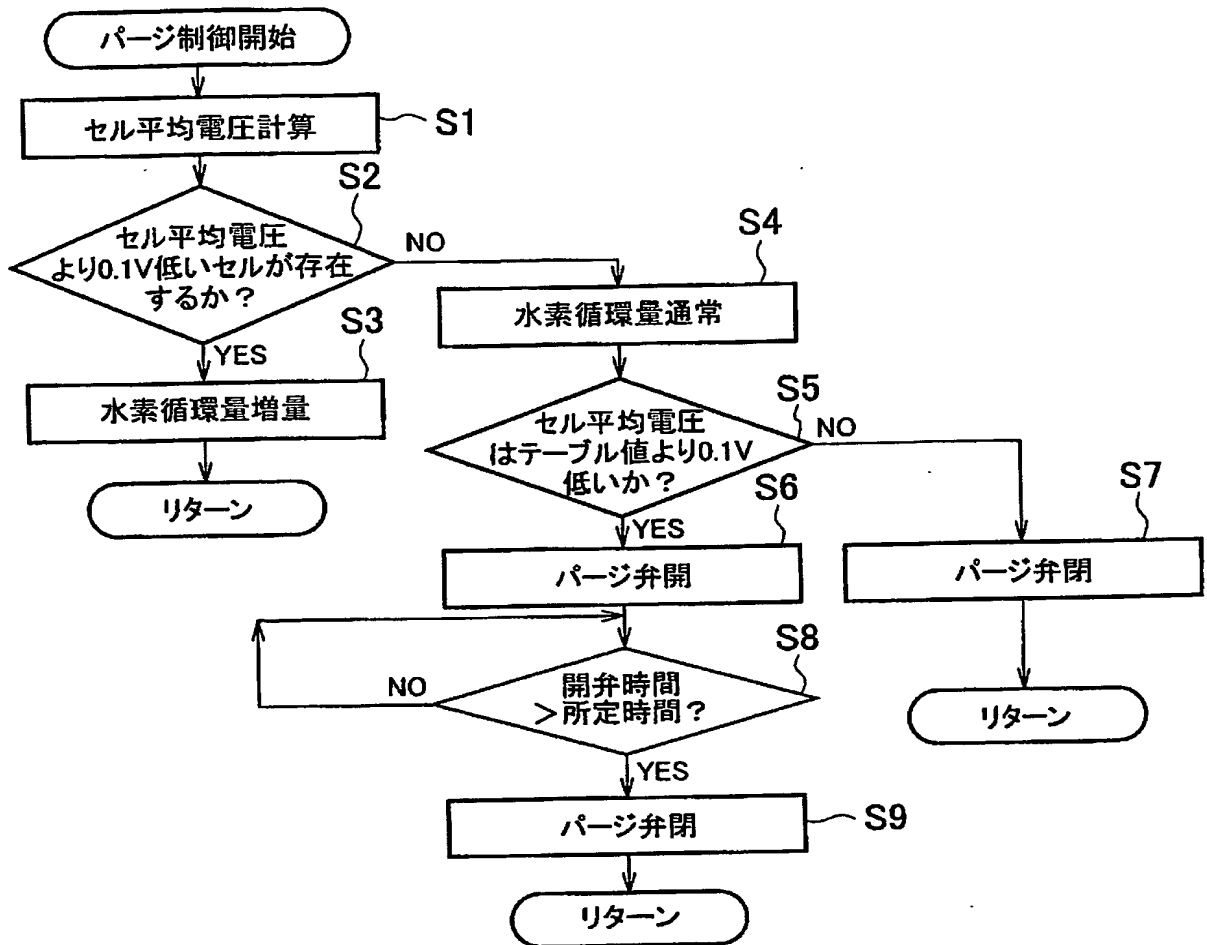 パージ制御開始
セル平均電圧計算
S1
S2
セル平均電圧
より0.1V低いセルが存在
するか？
NO
YES
S3
水素循環量増量
リターン
S4
水素循環量通常
S5
セル平均電圧
はテーブル値より0.1V
低いか？
NO
YES
S6
パージ弁開
S7
パージ弁閉
リターン
S8
開弁時間
＞所定時間？
NO
YES
パージ弁閉
S9
リターン